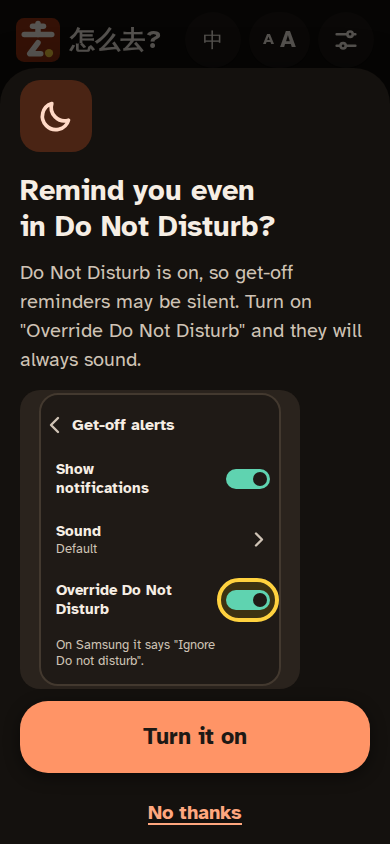 去
怎么去?
中
A A
Remind you even
in Do Not Disturb?
Do Not Disturb is on, so get-off
reminders may be silent. Turn on
"Override Do Not Disturb" and they will
always sound.
Get-off alerts
Show
notifications
Sound
Default
Override Do Not
Disturb
On Samsung it says "Ignore
Do not disturb".
Turn it on
No thanks